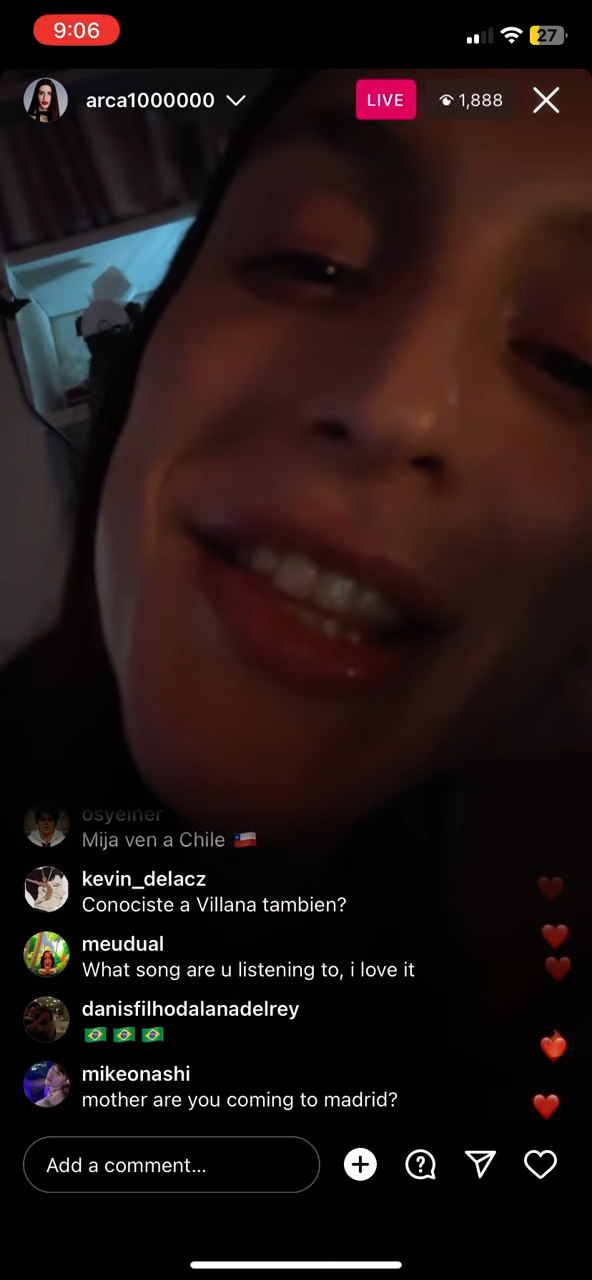 9:06
27
arca1000000
LIVE
1,888
osyeiner
Mija ven a Chile 🇨🇱
kevin_delacz
Conociste a Villana tambien?
meudual
What song are u listening to, i love it
danisfilhodalanadelrey
🇧🇷 🇧🇷 🇧🇷
mikeonashi
mother are you coming to madrid?
Add a comment...